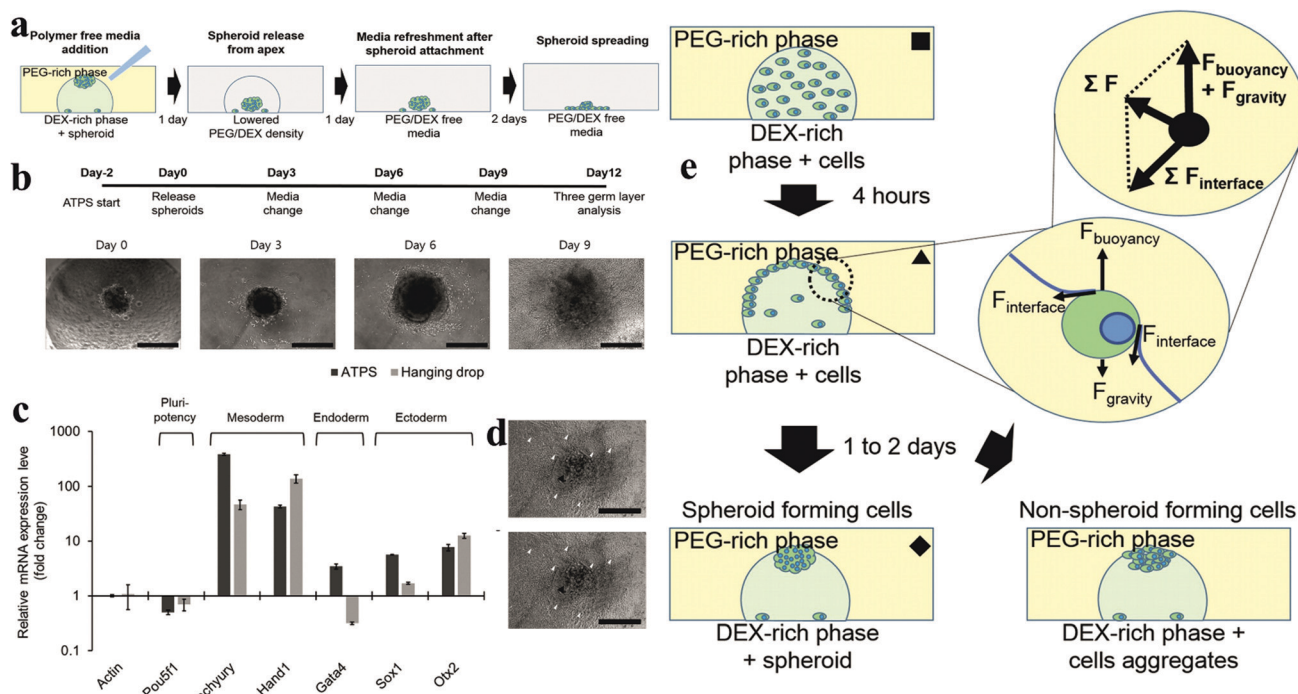 a
Polymer free media
addition
PEG-rich phase
DEX-rich phase
+ spheroid
1 day
Spheroid release
from apex
Lowered
PEG/DEX density
1 day
Media refreshment after
spheroid attachment
PEG/DEX free
media
2 days
Spheroid spreading
PEG/DEX free
media
b
Day-2 Day0 Day3 Day6 Day9 Day12
ATPS start
Release
spheroids
Media
change
Media
change
Media
change
Three germ layer
analysis
Day 0 Day 3 Day 6 Day 9
ATPS Hanging drop
c
Pluri-
potency
Mesoderm Endoderm Ectoderm
Relative mRNA expression leve
(fold change)
1000
100
10
1
0.1
Actin
Pou5f1
achyury
Hand1
Gata4
Sox1
Otx2
d
e
PEG-rich phase
DEX-rich
phase + cells
4 hours
PEG-rich phase
DEX-rich
phase + cells
1 to 2 days
Spheroid forming cells
PEG-rich phase
DEX-rich phase
+ spheroid
Non-spheroid forming cells
PEG-rich phase
DEX-rich phase +
cells aggregates
Σ F
F buoyancy
+ F gravity
Σ F interface
F buoyancy
F interface
F interface
F gravity